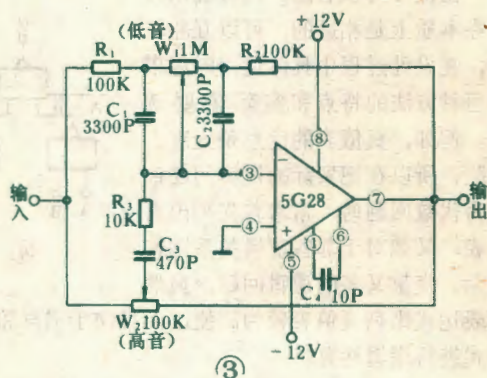 (低音)
+12V
R₁
W₁1M
R₂100K
100K
C₁
3300P
C₂3300P
⑧
③
−
输入
R₃
10K
5G28
⑦
输出
④
+
⑤
①
⑥
C₃
470P
C₄
10P
W₂100K
(高音)
−12V
③